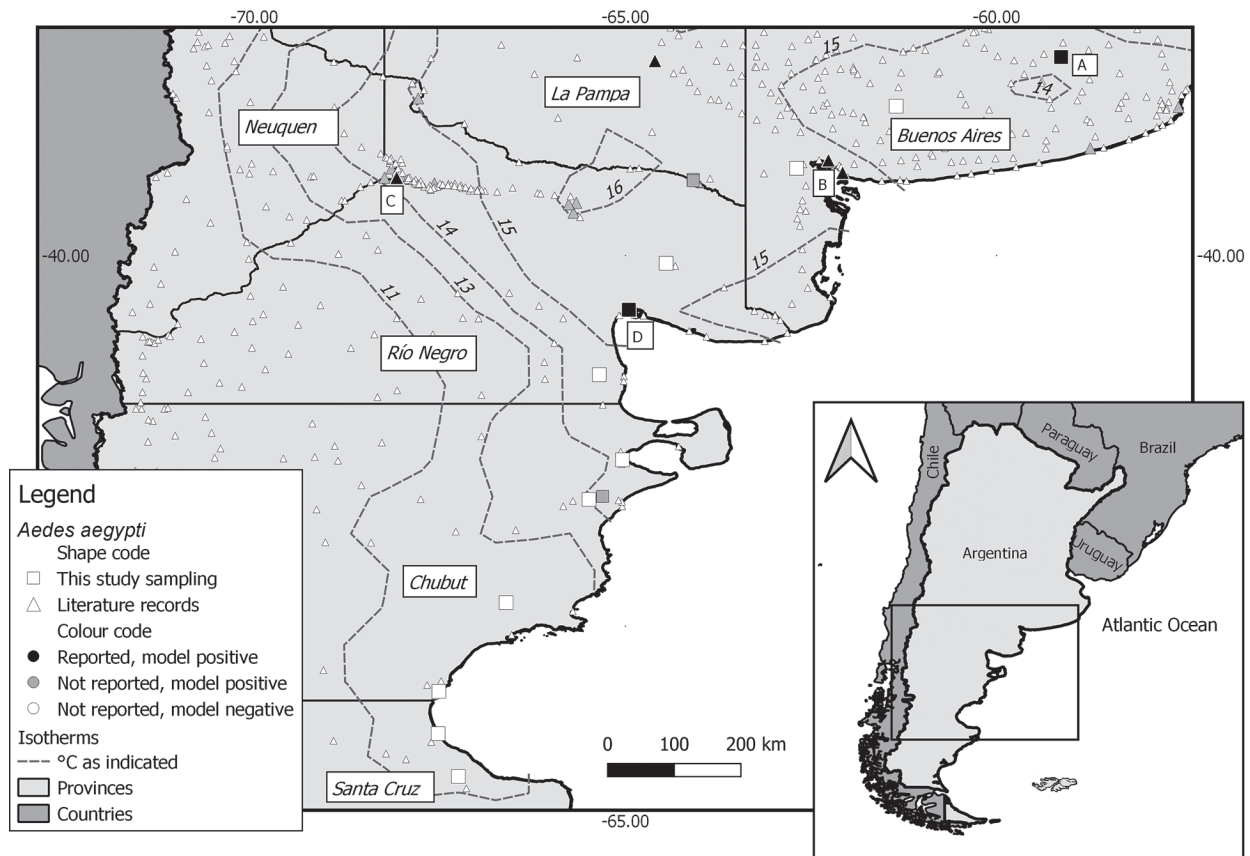 -70.00
-65.00
-60.00
15
A
La Pampa
14
Neuquen
Buenos Aires
16
B
C
14
15
-40.00
15
-40.00
13
11
D
Río Negro
Legend
Aedes aegypti
Shape code
This study sampling
Literature records
Colour code
Reported, model positive
Not reported, model positive
Not reported, model negative
Isotherms
°C as indicated
Provinces
Countries
Chubut
Santa Cruz
0 100 200 km
-65.00
Chile
Paraguay
Brazil
Argentina
Uruguay
Atlantic Ocean